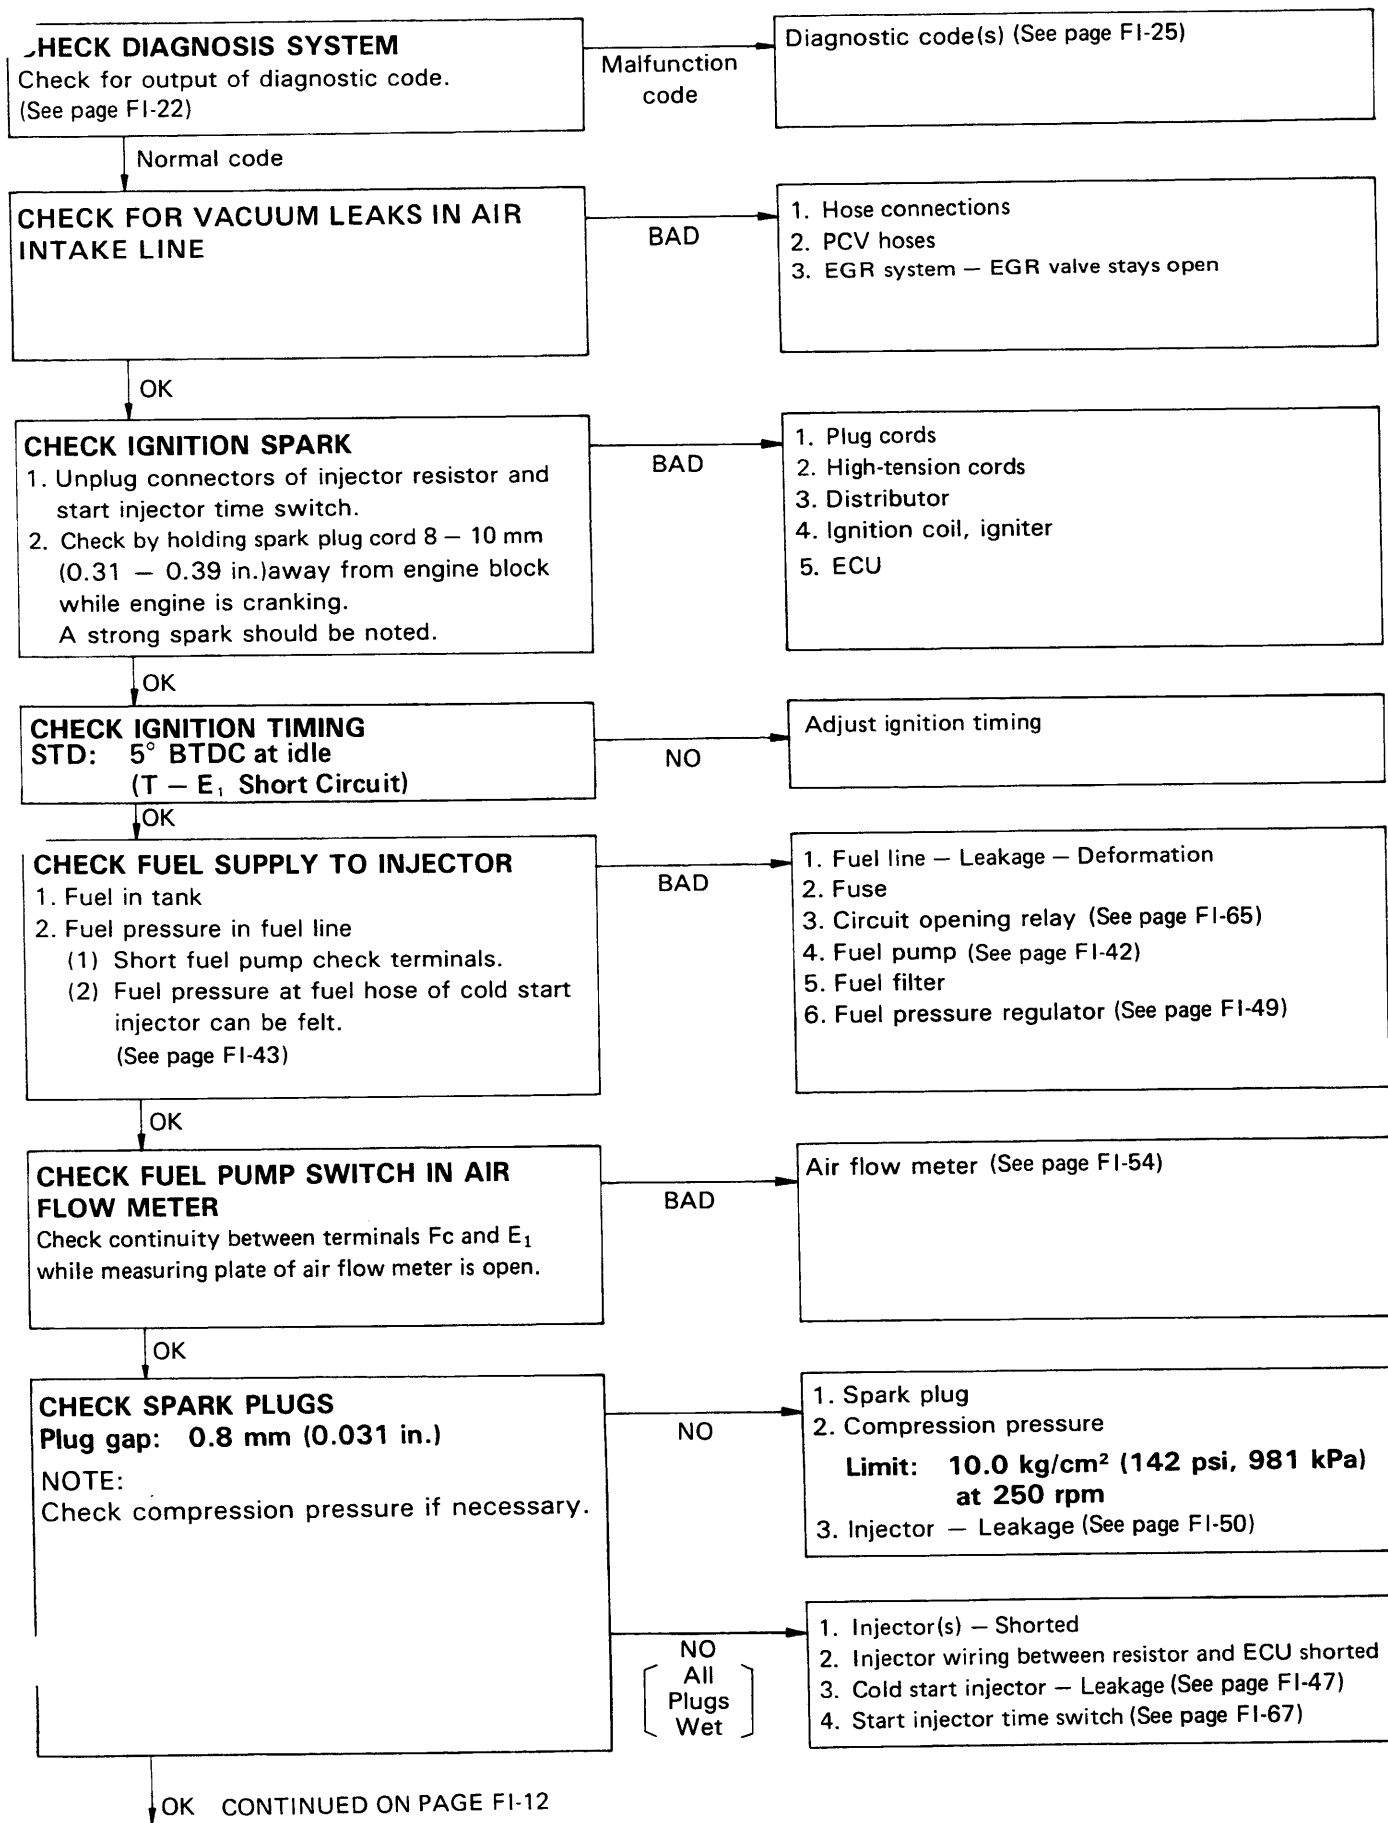 CHECK DIAGNOSIS SYSTEM
Check for output of diagnostic code.
(See page FI-22)
Malfunction
code
Diagnostic code(s) (See page FI-25)
Normal code
CHECK FOR VACUUM LEAKS IN AIR
INTAKE LINE
BAD
1. Hose connections
2. PCV hoses
3. EGR system — EGR valve stays open
OK
CHECK IGNITION SPARK
1. Unplug connectors of injector resistor and
start injector time switch.
2. Check by holding spark plug cord 8 — 10 mm
(0.31 — 0.39 in.)away from engine block
while engine is cranking.
A strong spark should be noted.
BAD
1. Plug cords
2. High-tension cords
3. Distributor
4. Ignition coil, igniter
5. ECU
OK
CHECK IGNITION TIMING
STD: 5° BTDC at idle
(T — E₁ Short Circuit)
NO
Adjust ignition timing
OK
CHECK FUEL SUPPLY TO INJECTOR
1. Fuel in tank
2. Fuel pressure in fuel line
(1) Short fuel pump check terminals.
(2) Fuel pressure at fuel hose of cold start
injector can be felt.
(See page FI-43)
BAD
1. Fuel line — Leakage — Deformation
2. Fuse
3. Circuit opening relay (See page FI-65)
4. Fuel pump (See page FI-42)
5. Fuel filter
6. Fuel pressure regulator (See page FI-49)
OK
CHECK FUEL PUMP SWITCH IN AIR
FLOW METER
Check continuity between terminals Fc and E₁
while measuring plate of air flow meter is open.
BAD
Air flow meter (See page FI-54)
OK
CHECK SPARK PLUGS
Plug gap: 0.8 mm (0.031 in.)
NOTE:
Check compression pressure if necessary.
NO
1. Spark plug
2. Compression pressure
Limit: 10.0 kg/cm² (142 psi, 981 kPa)
at 250 rpm
3. Injector — Leakage (See page FI-50)
NO
All
Plugs
Wet
1. Injector(s) — Shorted
2. Injector wiring between resistor and ECU shorted
3. Cold start injector — Leakage (See page FI-47)
4. Start injector time switch (See page FI-67)
OK CONTINUED ON PAGE FI-12